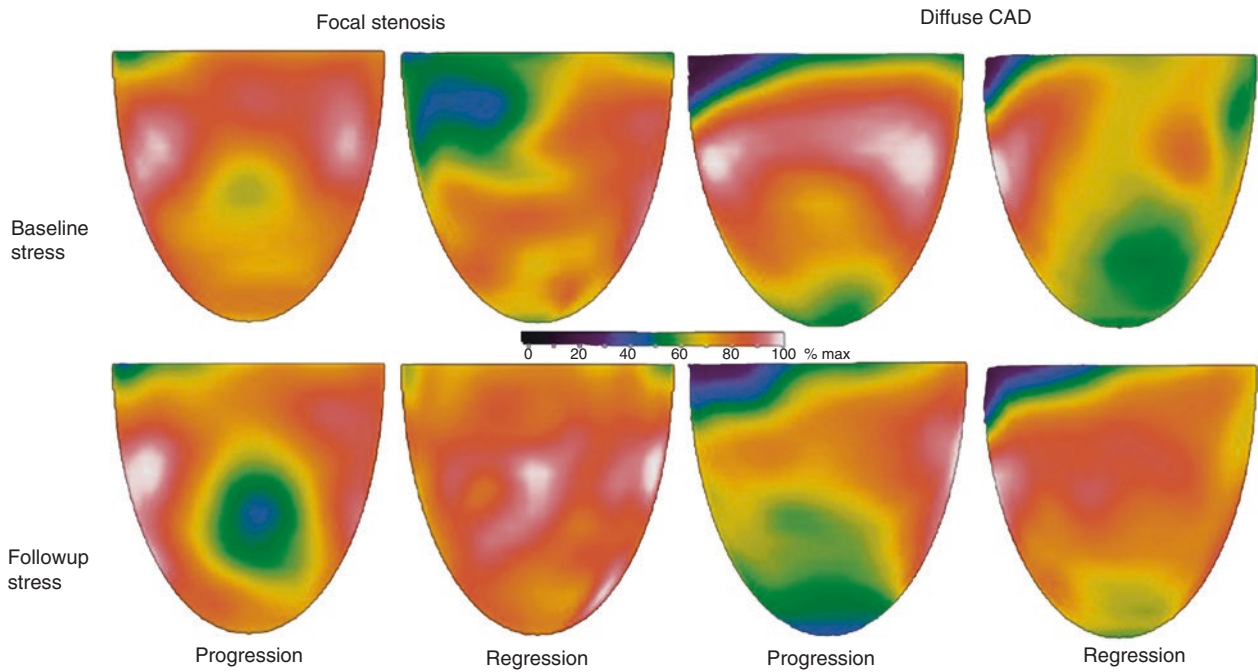 Focal stenosis
Diffuse CAD
Baseline
stress
0 20 40 60 80 100 % max
Followup
stress
Progression
Regression
Progression
Regression